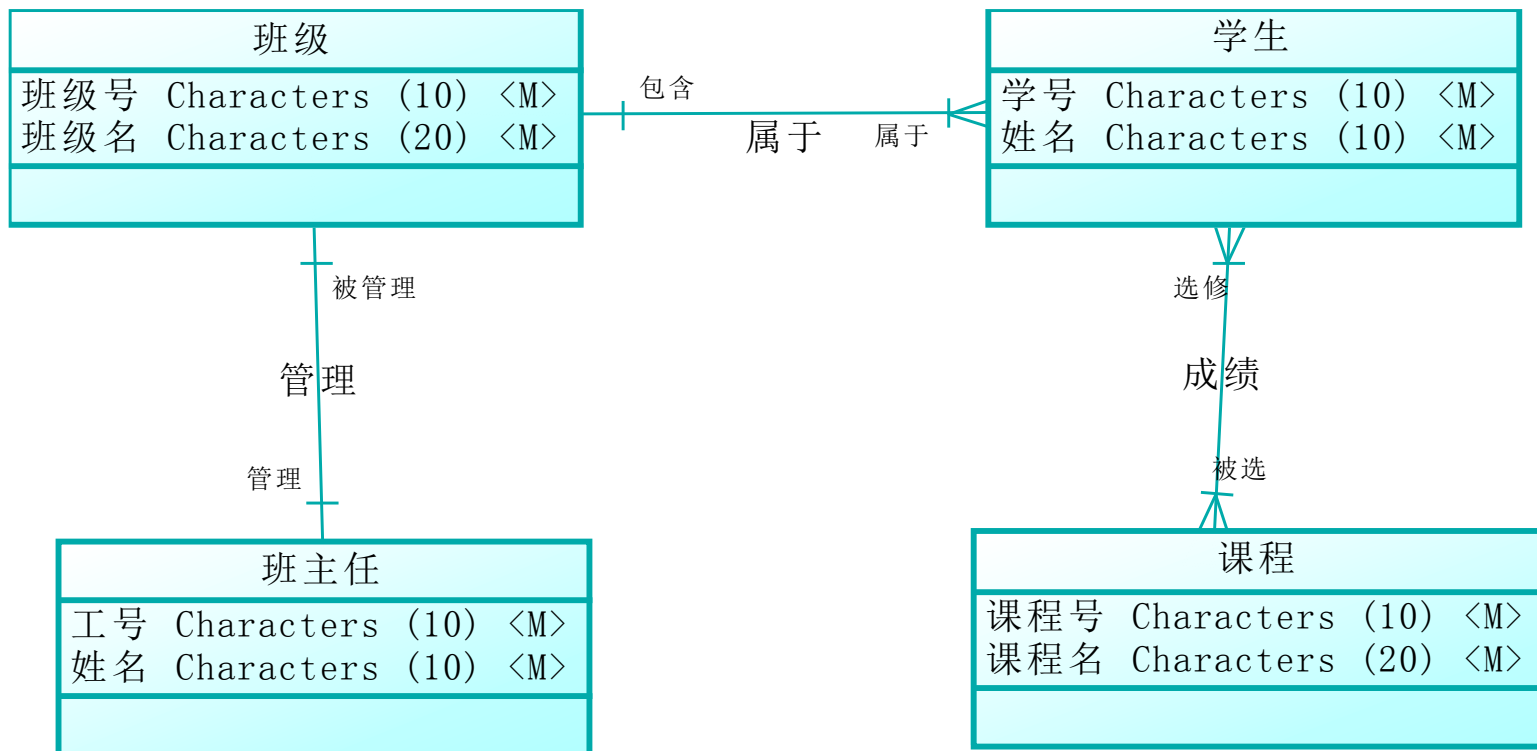 班级
班级号 Characters (10) <M>
班级名 Characters (20) <M>
包含
属于
属于
学生
学号 Characters (10) <M>
姓名 Characters (10) <M>
被管理
管理
管理
选修
成绩
被选
班主任
工号 Characters (10) <M>
姓名 Characters (10) <M>
课程
课程号 Characters (10) <M>
课程名 Characters (20) <M>